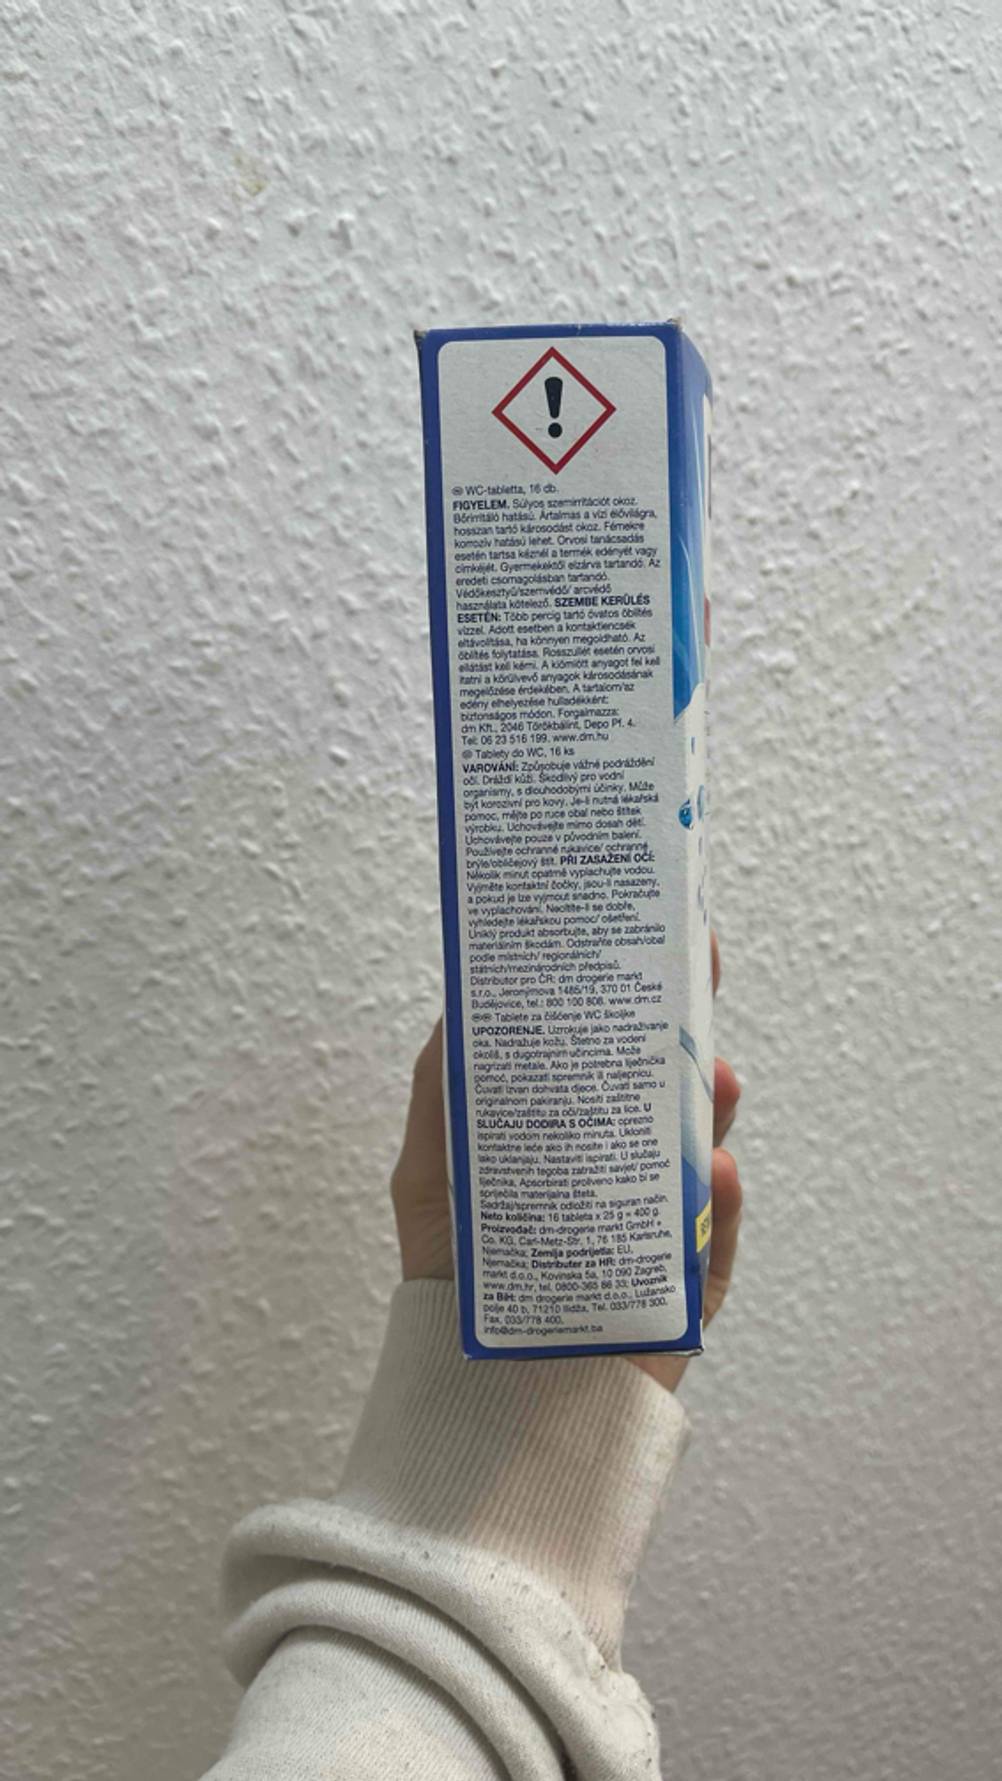 WC-tabletta, 16 db.
FIGYELEM. Súlyos szemirritációt okoz.
Bőrirritáló hatású. Ártalmas a vízi élővilágra,
hosszan tartó károsodást okoz. Fémekre
korrozív hatású lehet. Orvosi tanácsadás
esetén tartsa kéznél a termék edényét vagy
címkéjét. Gyermekektől elzárva tartandó. Az
eredeti csomagolásban tartandó.
Védőkesztyű/szemvédő/ arcvédő
használata kötelező. SZEMBE KERÜLÉS
ESETÉN: Több percig tartó óvatos öblítés
vízzel. Adott esetben a kontaktlencsék
eltávolítása, ha könnyen megoldható. Az
öblítés folytatása. Rosszullét esetén orvosi
ellátást kell kérni. A kiömlött anyagot fel kell
itatni a körülvevő anyagok károsodásának
megelőzése érdekében. A tartalom/az
edény elhelyezése hulladékként:
biztonságos módon. Forgalmazza:
dm Kft., 2046 Törökbálint, Depo Pf. 4.
Tel: 06 23 516 199, www.dm.hu
Tablety do WC, 16 ks
VAROVÁNÍ: Způsobuje vážné podráždění
očí. Dráždí kůži. Škodlivý pro vodní
organismy, s dlouhodobými účinky. Může
být korozivní pro kovy. Je-li nutná lékařská
pomoc, mějte po ruce obal nebo štítek
výrobku. Uchovávejte mimo dosah dětí.
Uchovávejte pouze v původním balení.
Používejte ochranné rukavice/ ochranné
brýle/obličejový štít. PŘI ZASAŽENÍ OČÍ:
Několik minut opatrně vyplachujte vodou.
Vyjměte kontaktní čočky, jsou-li nasazeny,
a pokud je lze vyjmout snadno. Pokračujte
ve vyplachování. Necítíte-li se dobře,
vyhledejte lékařskou pomoc/ ošetření.
Uniklý produkt absorbujte, aby se zabránilo
materiálním škodám. Odstraňte obsah/obal
podle místních/ regionálních/
státních/mezinárodních předpisů.
Distributor pro ČR: dm drogerie markt
s.r.o., Jeronýmova 1485/19, 370 01 České
Budějovice, tel.: 800 100 808. www.dm.cz
Tablete za čišćenje WC školjke
UPOZORENJE. Uzrokuje jako nadraživanje
oka. Nadražuje kožu. Štetno za vodeni
okoliš, s dugotrajnim učincima. Može
nagrizati metale. Ako je potrebna liječnička
pomoć, pokazati spremnik ili naljepnicu.
Čuvati izvan dohvata djece. Čuvati samo u
originalnom pakiranju. Nositi zaštitne
rukavice/zaštitu za oči/zaštitu za lice. U
SLUČAJU DODIRA S OČIMA: oprezno
ispirati vodom nekoliko minuta. Ukloniti
kontaktne leće ako ih nosite i ako se one
lako uklanjaju. Nastaviti ispirati. U slučaju
zdravstvenih tegoba zatražiti savjet/ pomoć
liječnika, Apsorbirati proliveno kako bi se
spriječila materijalna šteta.
Sadržaj/spremnik odložiti na siguran način.
Neto količina: 16 tableta x 25 g = 400 g.
Proizvođač: dm-drogerie markt GmbH +
Co. KG, Carl-Metz-Str. 1, 76 185 Karlsruhe,
Njemačka; Zemlja podrijetla: EU,
Njemačka; Distributer za HR: dm-drogerie
markt d.o.o., Kovinska 5a, 10 090 Zagreb,
www.dm.hr, tel. 0800-365 86 33; Uvoznik
za BiH: dm drogerie markt d.o.o., Lužansko
polje 40 b, 71210 Ilidža, Tel. 033/778 300,
Fax. 033/778 400,
info@dm-drogeriemarkt.ba